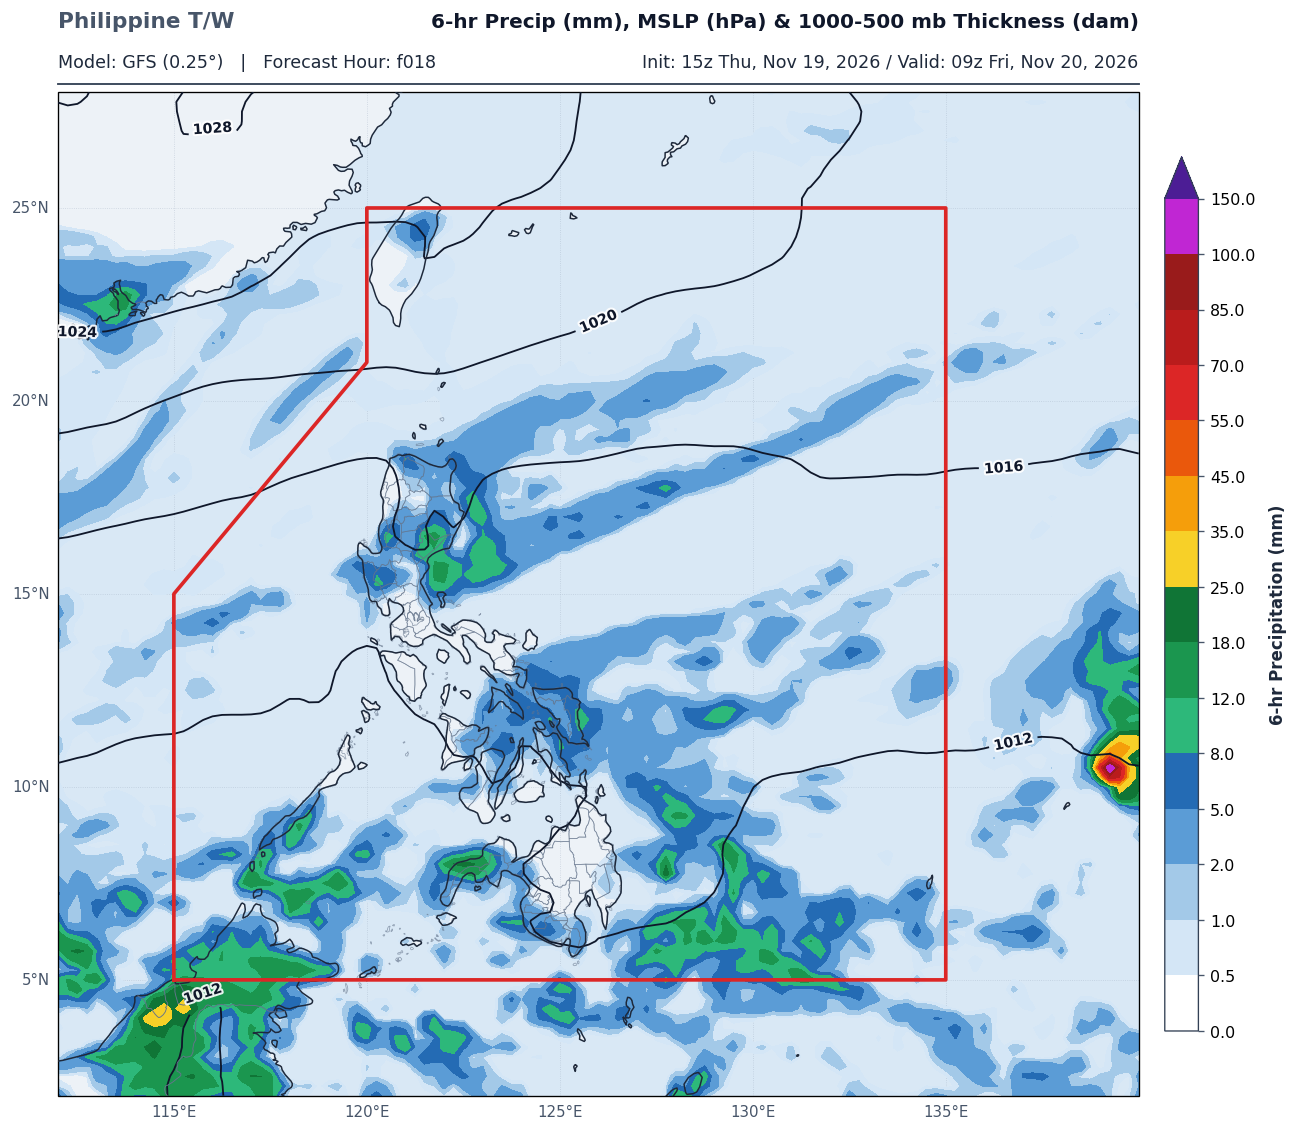 Philippine T/W
6-hr Precip (mm), MSLP (hPa) & 1000-500 mb Thickness (dam)
Model: GFS (0.25°) | Forecast Hour: f018
Init: 15z Thu, Nov 19, 2026 / Valid: 09z Fri, Nov 20, 2026
1028
1024
1020
1016
1012
1012
25°N
20°N
15°N
10°N
5°N
115°E
120°E
125°E
130°E
135°E
150.0
100.0
85.0
70.0
55.0
45.0
35.0
25.0
18.0
12.0
8.0
5.0
2.0
1.0
0.5
0.0
6-hr Precipitation (mm)